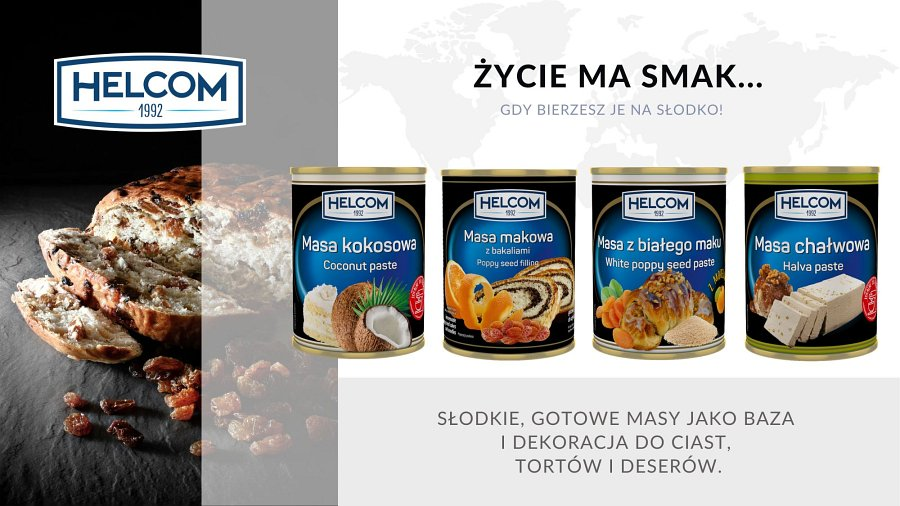 HELCOM
1992
ŻYCIE MA SMAK...
GDY BIERZESZ JE NA SŁODKO!
HELCOM
1992
Masa kokosowa
Coconut paste
HELCOM
1992
Masa makowa
z bakaliami
Poppy seed filling
HELCOM
1992
Masa z białego maku
White poppy seed paste
HELCOM
1992
Masa chałwowa
Halva paste
SŁODKIE, GOTOWE MASY JAKO BAZA
I DEKORACJA DO CIAST,
TORTÓW I DESERÓW.